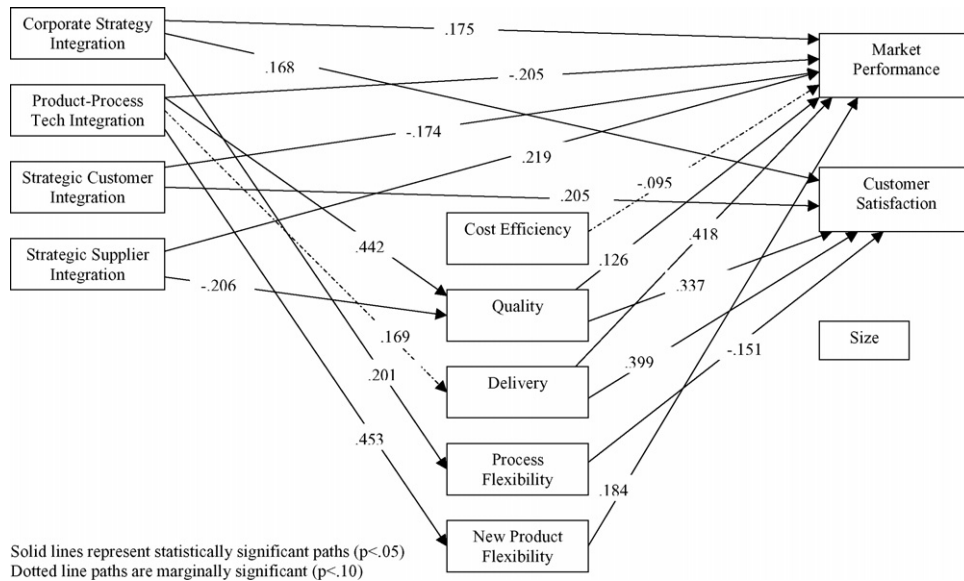 Corporate Strategy
Integration
Product-Process
Tech Integration
Strategic Customer
Integration
Strategic Supplier
Integration
.175
.168
-.205
-.174
.219
.205
-.095
.442
.418
.126
-.206
.337
.169
-.151
.201
.399
.453
.184
Cost Efficiency
Quality
Delivery
Process
Flexibility
New Product
Flexibility
Market
Performance
Customer
Satisfaction
Size
Solid lines represent statistically significant paths (p<.05)
Dotted line paths are marginally significant (p<.10)